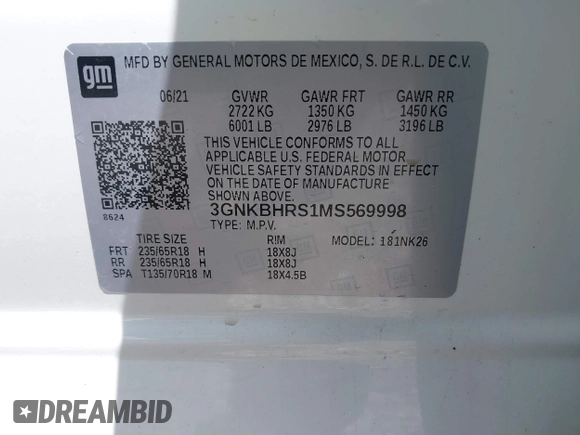 gm
MFD BY GENERAL MOTORS DE MEXICO, S. DE R.L. DE C.V.
06/21 GVWR GAWR FRT GAWR RR
2722 KG 1350 KG 1450 KG
6001 LB 2976 LB 3196 LB
THIS VEHICLE CONFORMS TO ALL
APPLICABLE U.S. FEDERAL MOTOR
VEHICLE SAFETY STANDARDS IN EFFECT
ON THE DATE OF MANUFACTURE
SHOWN ABOVE.
8624
3GNKBHRS1MS569998
TYPE: M.P.V.
TIRE SIZE RIM MODEL: 181NK26
FRT 235/65R18 H 18X8J
RR 235/65R18 H 18X8J
SPA T135/70R18 M 18X4.5B
DREAMBID